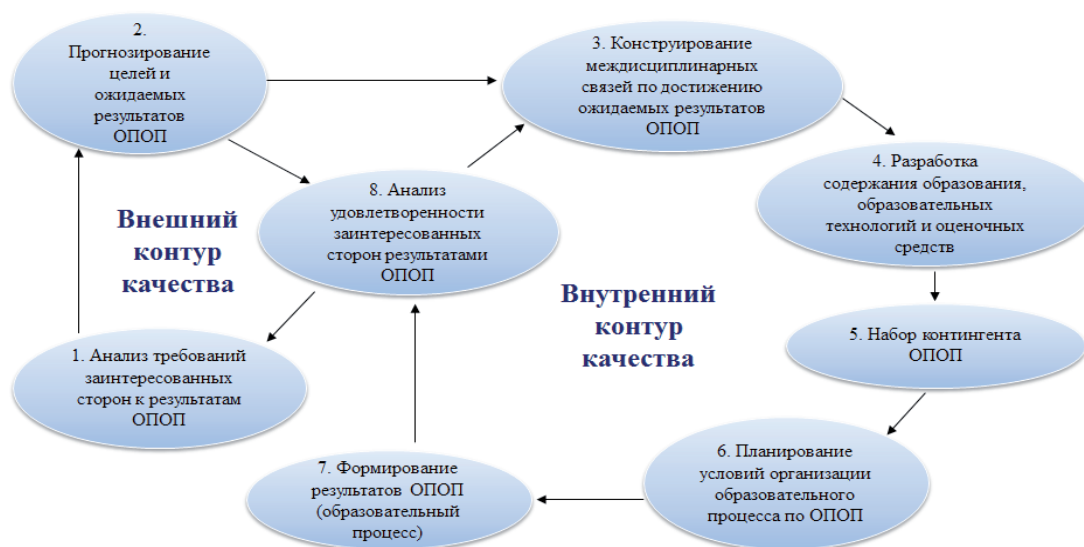 2.
Прогнозирование
целей и
ожидаемых
результатов
ОПОП
3. Конструирование
междисциплинарных
связей по достижению
ожидаемых результатов
ОПОП
4. Разработка
содержания образования,
образовательных
технологий и оценочных
средств
8. Анализ
удовлетворенности
заинтересованных
сторон результатами
ОПОП
Внешний
контур
качества
Внутренний
контур
качества
1. Анализ требований
заинтересованных
сторон к результатам
ОПОП
5. Набор контингента
ОПОП
6. Планирование
условий организации
образовательного
процесса по ОПОП
7. Формирование
результатов ОПОП
(образовательный
процесс)